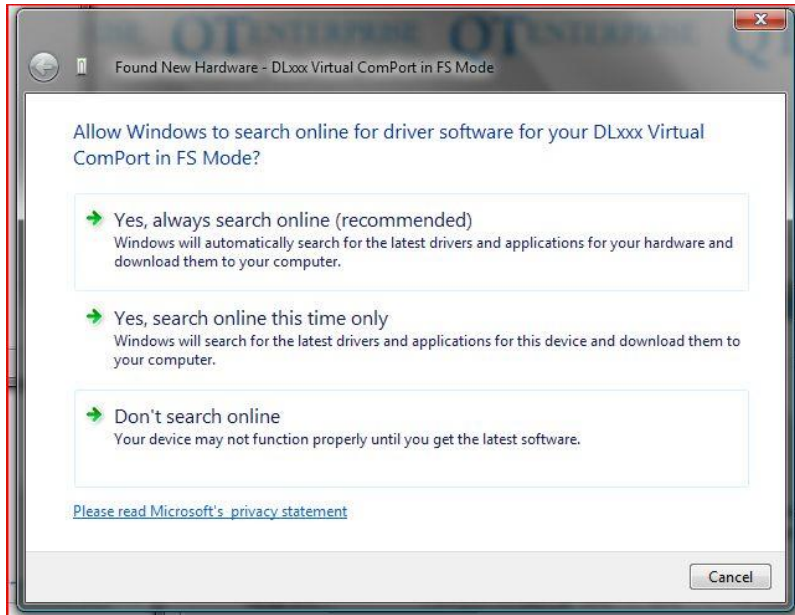 QT ENTERPRISE QT ENTERPRISE
Found New Hardware - DLxxx Virtual ComPort in FS Mode
Allow Windows to search online for driver software for your DLxxx Virtual
ComPort in FS Mode?
Yes, always search online (recommended)
Windows will automatically search for the latest drivers and applications for your hardware and
download them to your computer.
Yes, search online this time only
Windows will search for the latest drivers and applications for this device and download them to
your computer.
Don't search online
Your device may not function properly until you get the latest software.
Please read Microsoft's privacy statement
Cancel